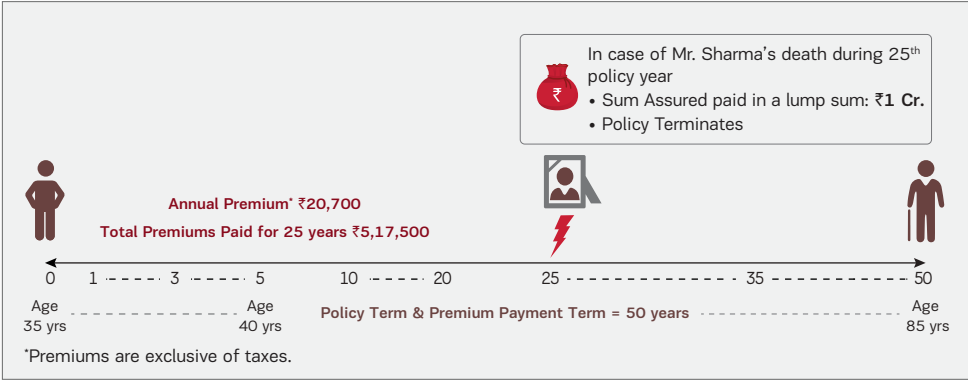 In case of Mr. Sharma's death during 25th
policy year
• Sum Assured paid in a lump sum: ₹1 Cr.
• Policy Terminates
₹
Annual Premium* ₹20,700
Total Premiums Paid for 25 years ₹5,17,500
0 1 3 5 10 20 25 35 50
Age
35 yrs
Age
40 yrs
Policy Term & Premium Payment Term = 50 years
Age
85 yrs
*Premiums are exclusive of taxes.